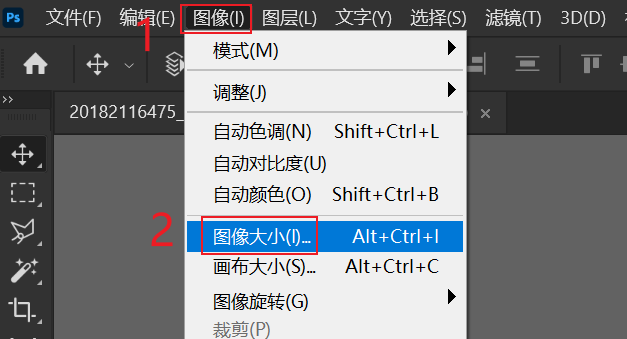 Ps 文件(F) 编辑(E) 图像(I) 图层(L) 文字(Y) 选择(S) 滤镜(T) 3D(D)
1
模式(M)
调整(J)
20182116475_
自动色调(N) Shift+Ctrl+L
自动对比度(U)
自动颜色(O) Shift+Ctrl+B
2 图像大小(I)... Alt+Ctrl+I
画布大小(S)... Alt+Ctrl+C
图像旋转(G)
裁剪(P)